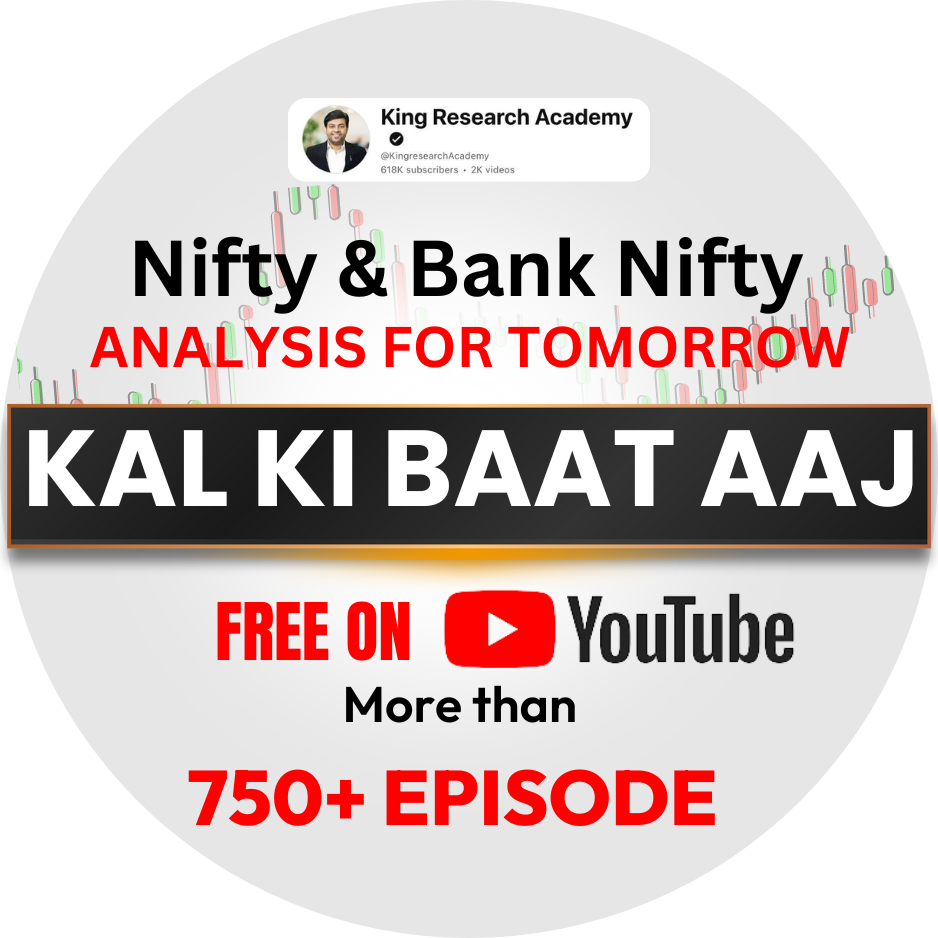 King Research Academy
@KingresearchAcademy
618K subscribers • 2K videos
Nifty & Bank Nifty
ANALYSIS FOR TOMORROW
KAL KI BAAT AAJ
FREE ON YouTube
More than
750+ EPISODE